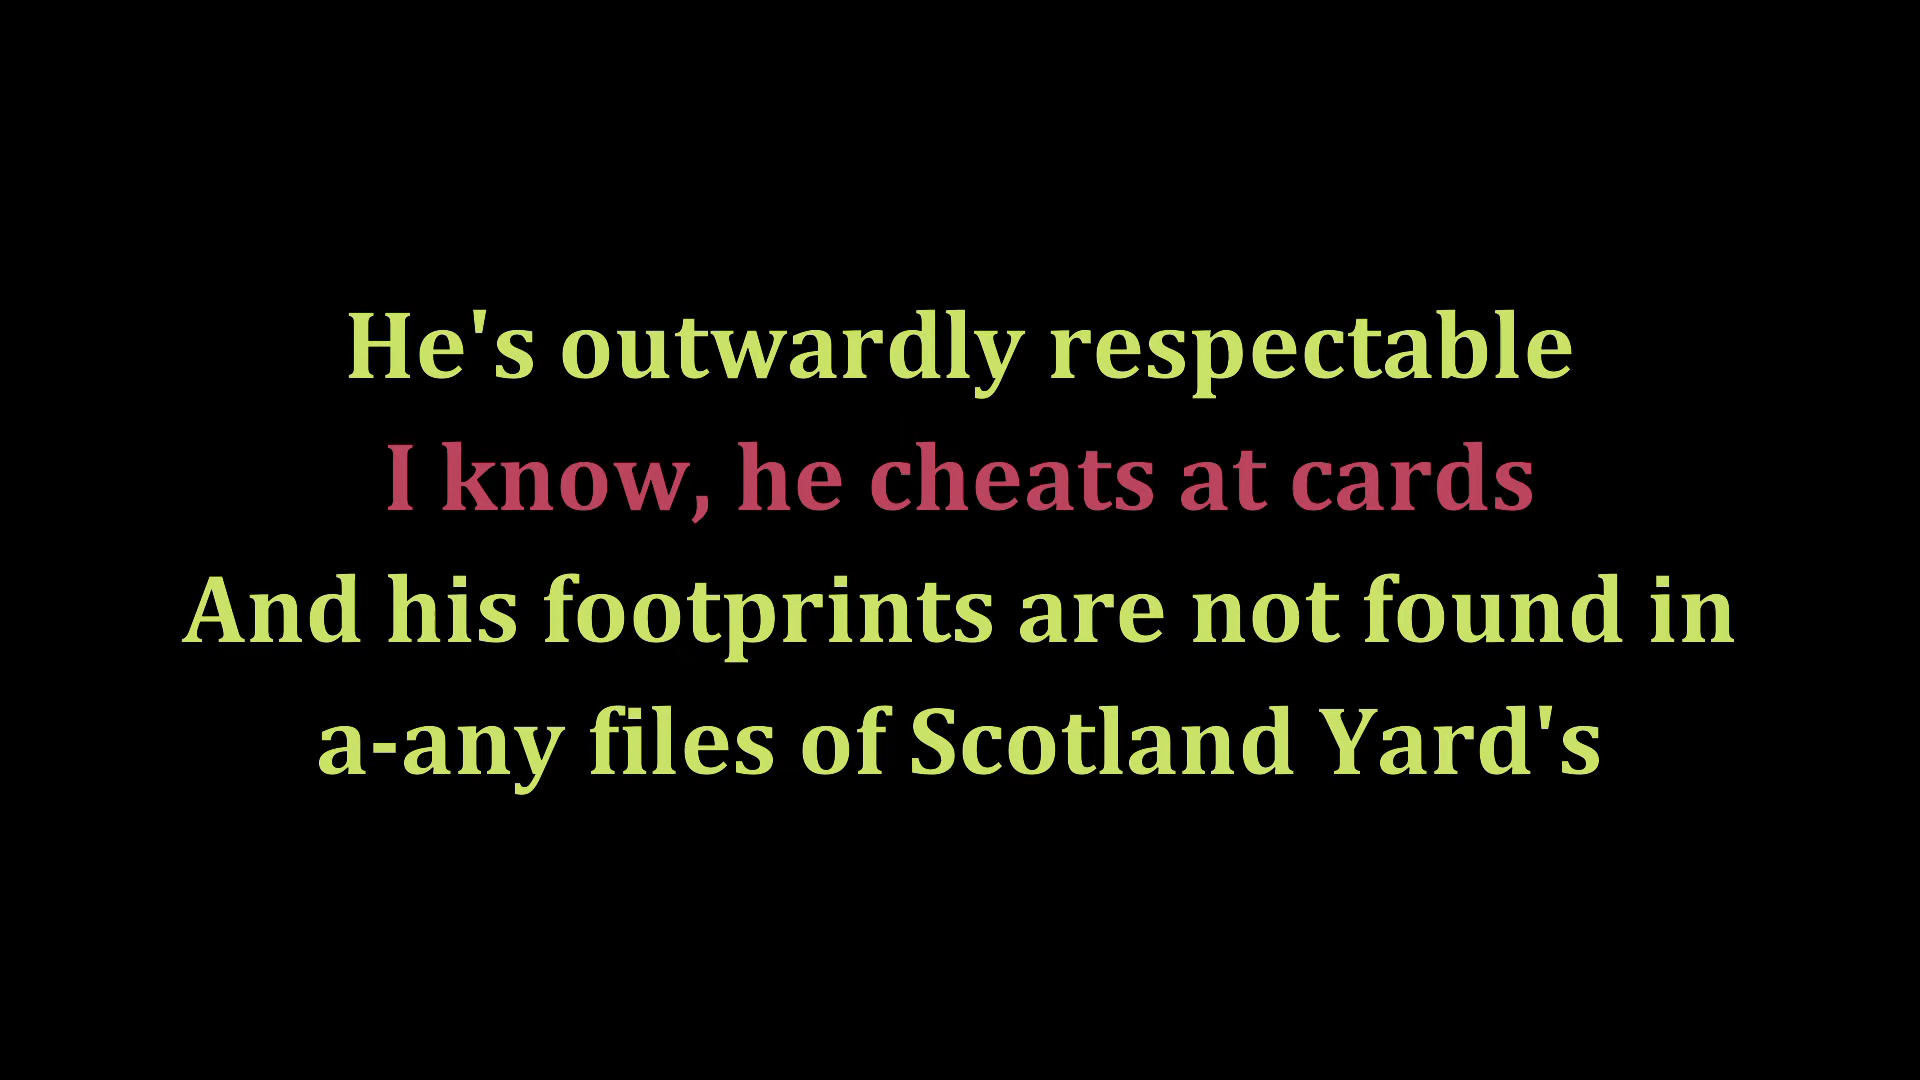 He's outwardly respectable
I know, he cheats at cards
And his footprints are not found in
a-any files of Scotland Yard's